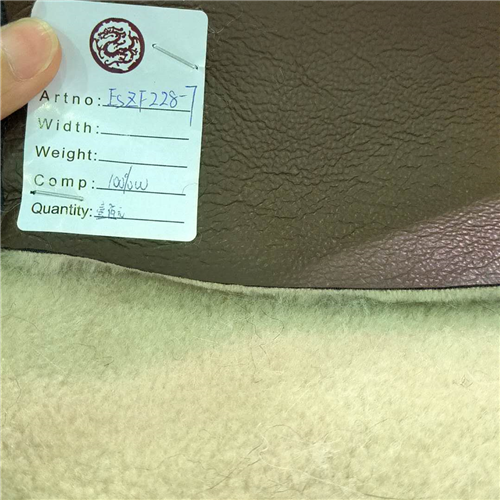 Artno: ESZF228-7
Width:
Weight:
Comp: 100%W
Quantity: